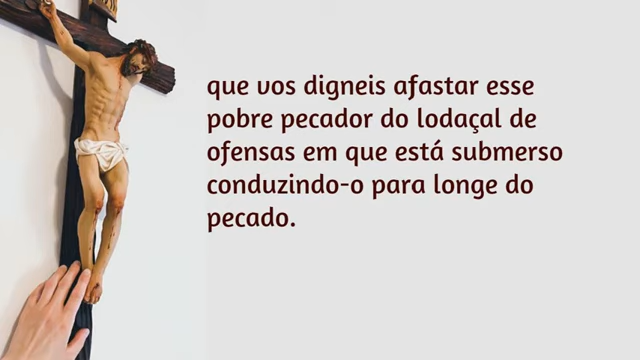 que vos digneis afastar esse
pobre pecador do lodaçal de
ofensas em que está submerso
conduzindo-o para longe do
pecado.